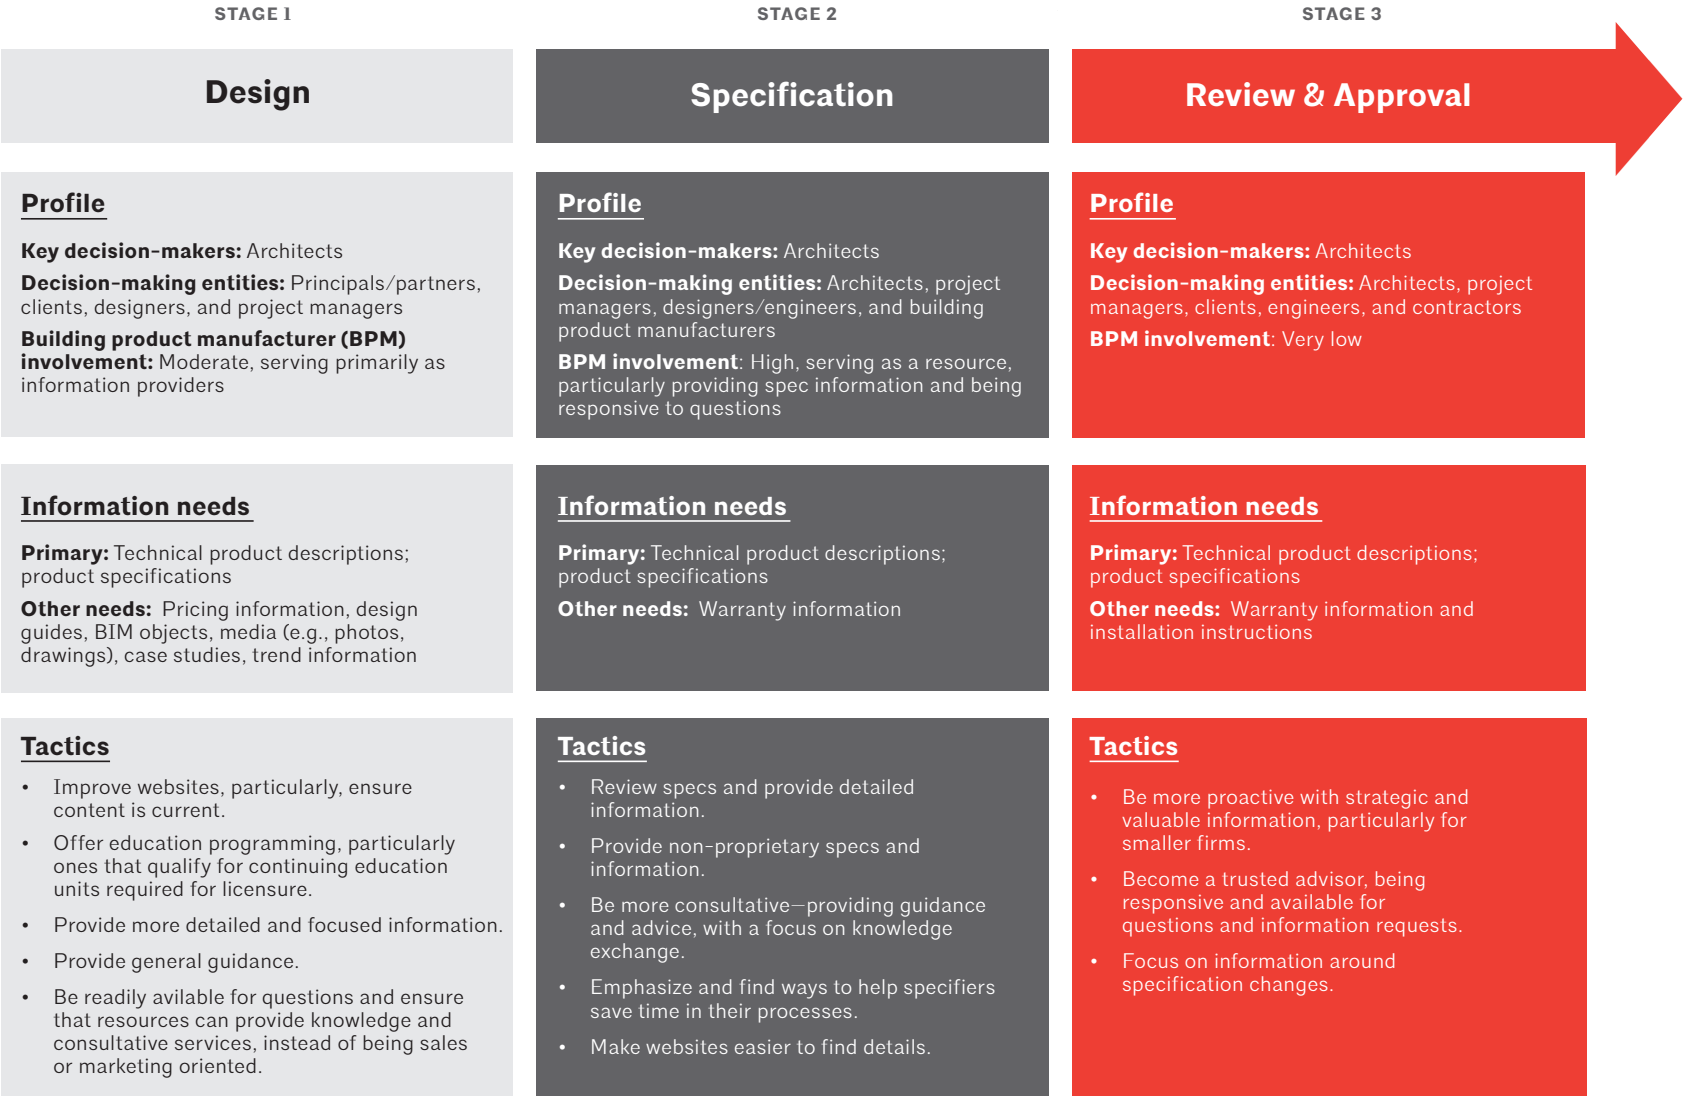 STAGE 1
Design
Profile
Key decision-makers: Architects
Decision-making entities: Principals/partners,
clients, designers, and project managers
Building product manufacturer (BPM)
involvement: Moderate, serving primarily as
information providers
Information needs
Primary: Technical product descriptions;
product specifications
Other needs: Pricing information, design
guides, BIM objects, media (e.g., photos,
drawings), case studies, trend information
Tactics
• Improve websites, particularly, ensure
content is current.
• Offer education programming, particularly
ones that qualify for continuing education
units required for licensure.
• Provide more detailed and focused information.
• Provide general guidance.
• Be readily avilable for questions and ensure
that resources can provide knowledge and
consultative services, instead of being sales
or marketing oriented.
STAGE 2
Specification
Profile
Key decision-makers: Architects
Decision-making entities: Architects, project
managers, designers/engineers, and building
product manufacturers
BPM involvement: High, serving as a resource,
particularly providing spec information and being
responsive to questions
Information needs
Primary: Technical product descriptions;
product specifications
Other needs: Warranty information
Tactics
• Review specs and provide detailed
information.
• Provide non-proprietary specs and
information.
• Be more consultative—providing guidance
and advice, with a focus on knowledge
exchange.
• Emphasize and find ways to help specifiers
save time in their processes.
• Make websites easier to find details.
STAGE 3
Review & Approval
Profile
Key decision-makers: Architects
Decision-making entities: Architects, project
managers, clients, engineers, and contractors
BPM involvement: Very low
Information needs
Primary: Technical product descriptions;
product specifications
Other needs: Warranty information and
installation instructions
Tactics
• Be more proactive with strategic and
valuable information, particularly for
smaller firms.
• Become a trusted advisor, being
responsive and available for
questions and information requests.
• Focus on information around
specification changes.